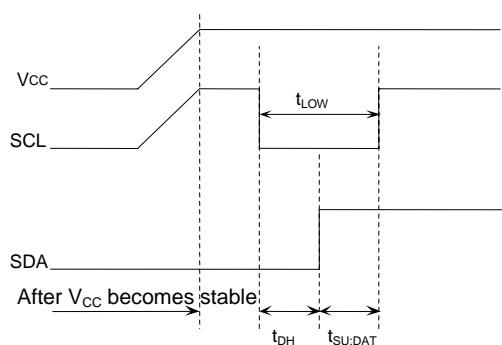 VCC
tLOW
SCL
SDA
After VCC becomes stable
tDH
tSU;DAT